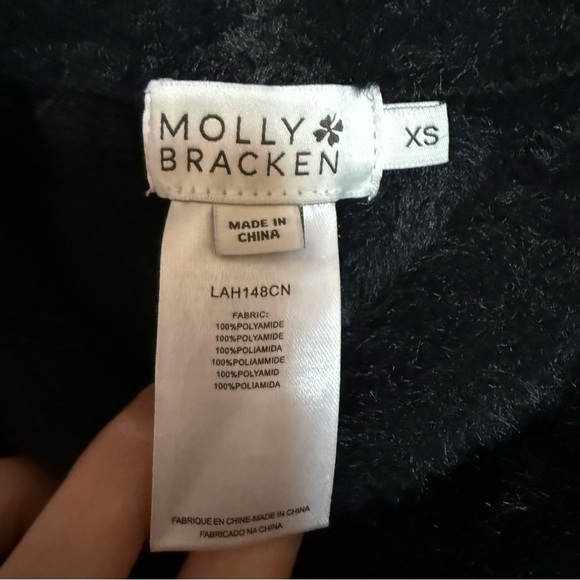 MOLLY
BRACKEN
XS
MADE IN
CHINA
LAH148CN
FABRIC:
100%POLYAMIDE
100%POLYAMIDE
100%POLIAMIDA
100%POLIAMMIDE
100%POLYAMID
100%POLIAMIDA
FABRIQUE EN CHINE-MADE IN CHINA
FABRICADO NA CHINA